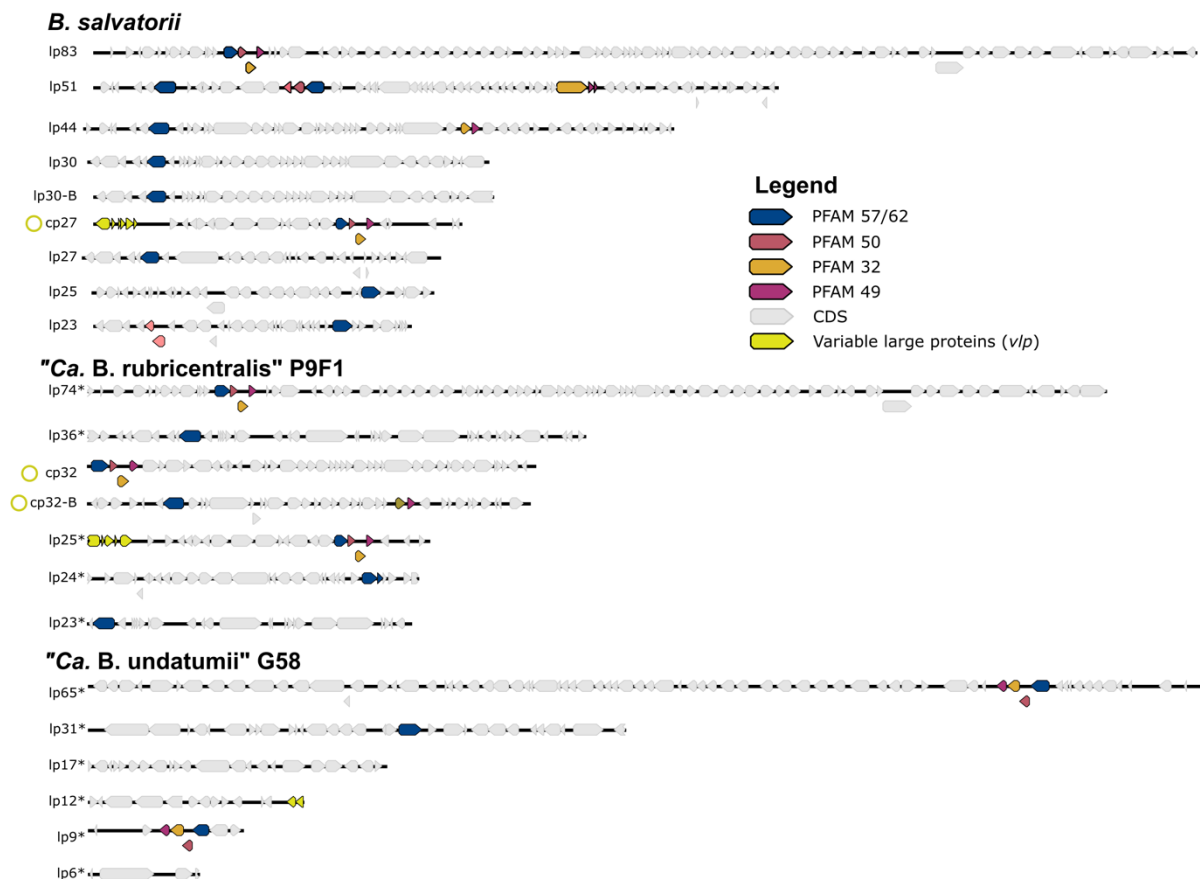 B. salvatorii
lp83
lp51
lp44
lp30
lp30-B
cp27
lp27
lp25
lp23
Legend
PFAM 57/62
PFAM 50
PFAM 32
PFAM 49
CDS
Variable large proteins (vlp)
"Ca. B. rubricentralis" P9F1
lp74*
lp36*
cp32
cp32-B
lp25*
lp24*
lp23*
"Ca. B. undatumii" G58
lp65*
lp31*
lp17*
lp12*
lp9*
lp6*